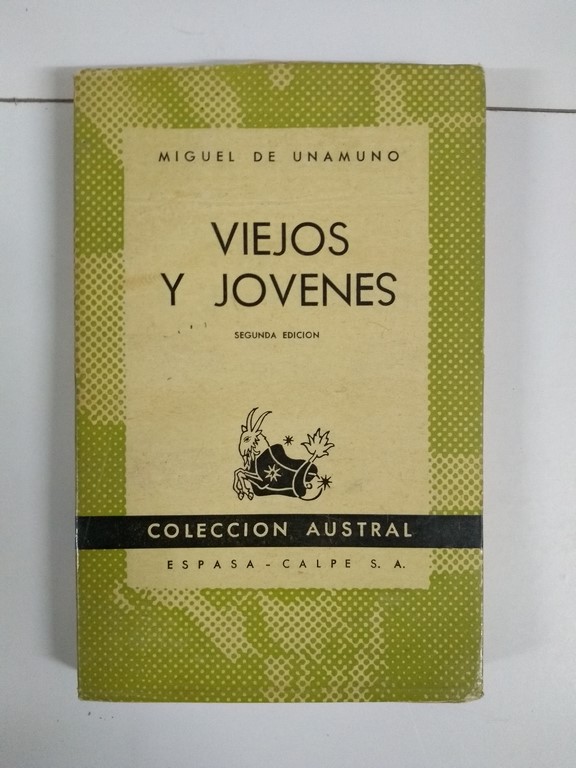 MIGUEL DE UNAMUNO
VIEJOS
Y JOVENES
SEGUNDA EDICION
COLECCION AUSTRAL
ESPASA - CALPE S. A.